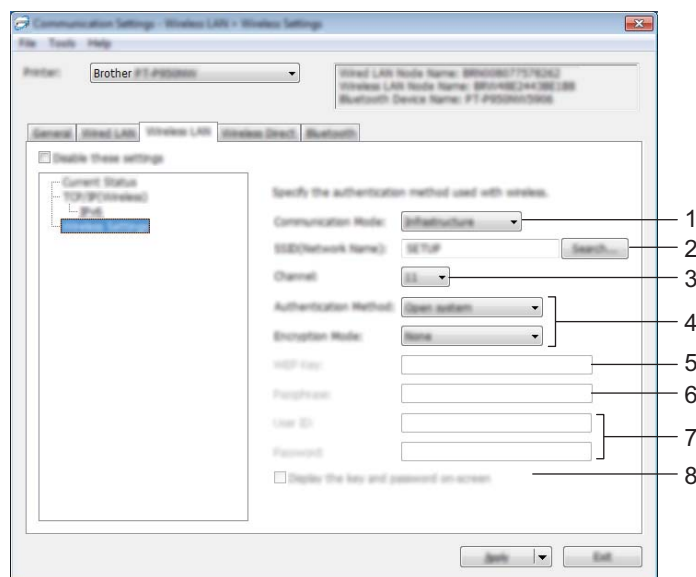 Communication Settings - Wireless LAN > Wireless Settings
File Tools Help
Printer: Brother PT-P950NW
Wired LAN Node Name:
Wireless LAN Node Name:
Bluetooth Device Name:
General Wired LAN Wireless LAN Wireless Direct Bluetooth
Disable these settings
Current Status
TCP/IP(Wireless)
IPv6
Wireless Settings
Specify the authentication method used with wireless.
Communication Mode: Infrastructure 1
SSID(Network Name): SETUP Search... 2
Channel: 11 3
Authentication Method: Open system
4
Encryption Mode: None
WEP Key: 5
Passphrase: 6
User ID:
7
Password:
Display the key and password on-screen 8
Apply Exit